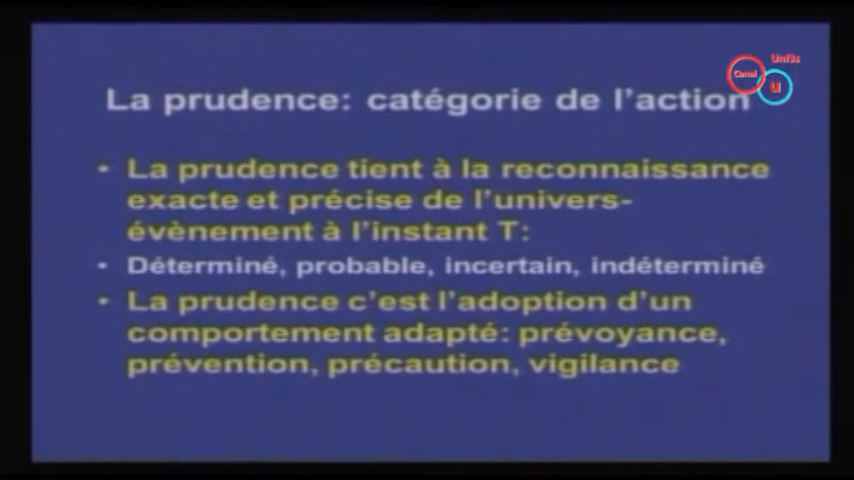 Uni3s
Canal
u
La prudence: catégorie de l'action
• La prudence tient à la reconnaissance
exacte et précise de l'univers-
évènement à l'instant T:
• Déterminé, probable, incertain, indéterminé
• La prudence c'est l'adoption d'un
comportement adapté: prévoyance,
prévention, précaution, vigilance